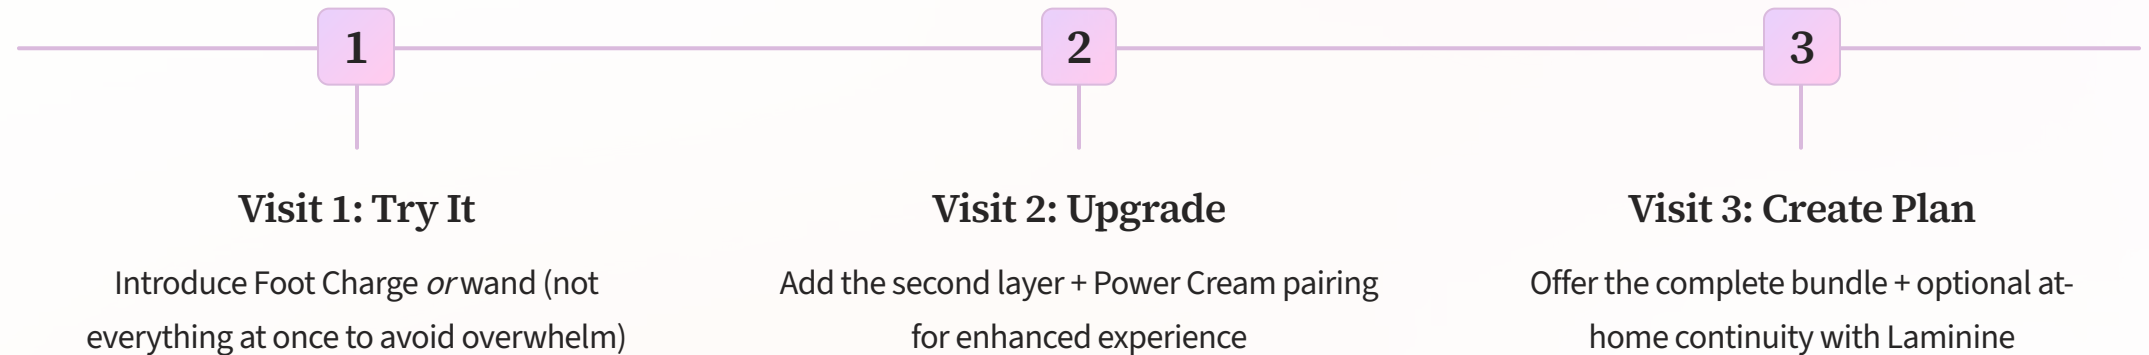 1
2
3
Visit 1: Try It
Introduce Foot Charge or wand (not
everything at once to avoid overwhelm)
Visit 2: Upgrade
Add the second layer + Power Cream pairing
for enhanced experience
Visit 3: Create Plan
Offer the complete bundle + optional at-
home continuity with Laminine